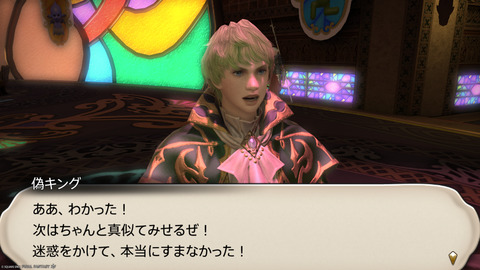 偽キング
ああ、わかった！
次はちゃんと真似てみせるぜ！
迷惑をかけて、本当にすまなかった！